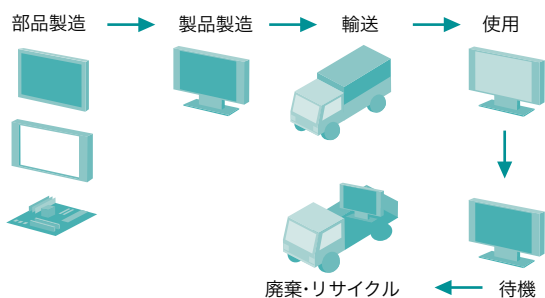 部品製造
製品製造
輸送
使用
待機
廃棄・リサイクル